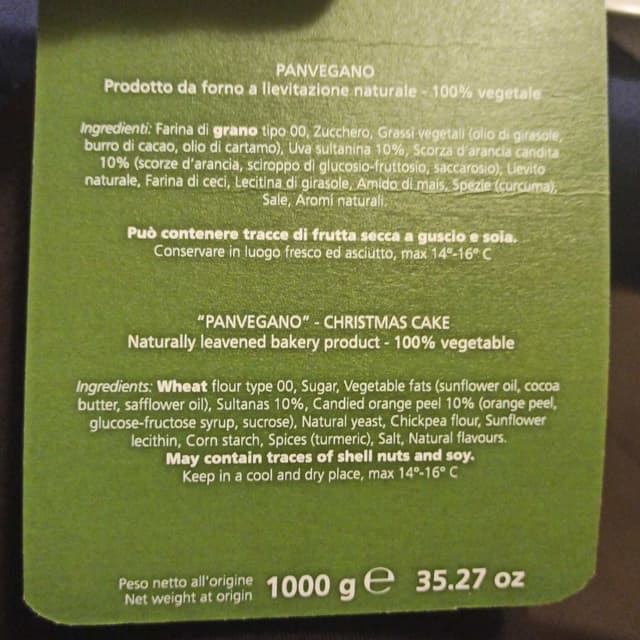 PANVEGANO
Prodotto da forno a lievitazione naturale - 100% vegetale
Ingredienti: Farina di grano tipo 00, Zucchero, Grassi vegetali (olio di girasole,
burro di cacao, olio di cartamo), Uva sultanina 10%, Scorza d'arancia candita
10% (scorze d'arancia, sciroppo di glucosio-fruttosio, saccarosio), Lievito
naturale, Farina di ceci, Lecitina di girasole, Amido di mais, Spezie (curcuma),
Sale, Aromi naturali.
Può contenere tracce di frutta secca a guscio e soia.
Conservare in luogo fresco ed asciutto, max 14°-16° C
"PANVEGANO" - CHRISTMAS CAKE
Naturally leavened bakery product - 100% vegetable
Ingredients: Wheat flour type 00, Sugar, Vegetable fats (sunflower oil, cocoa
butter, safflower oil), Sultanas 10%, Candied orange peel 10% (orange peel,
glucose-fructose syrup, sucrose), Natural yeast, Chickpea flour, Sunflower
lecithin, Corn starch, Spices (turmeric), Salt, Natural flavours.
May contain traces of shell nuts and soy.
Keep in a cool and dry place, max 14°-16° C
Peso netto all'origine
Net weight at origin
1000 g ℮ 35.27 oz